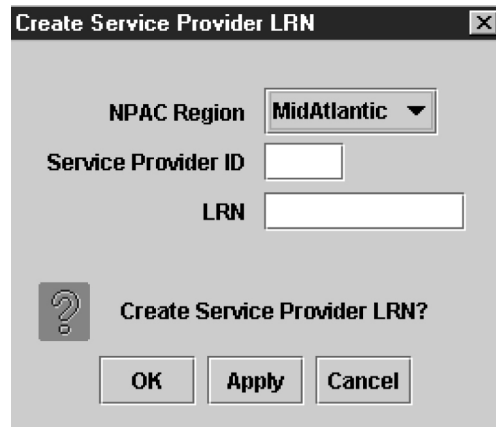 Create Service Provider LRN
NPAC Region MidAtlantic
Service Provider ID
LRN
Create Service Provider LRN?
OK Apply Cancel